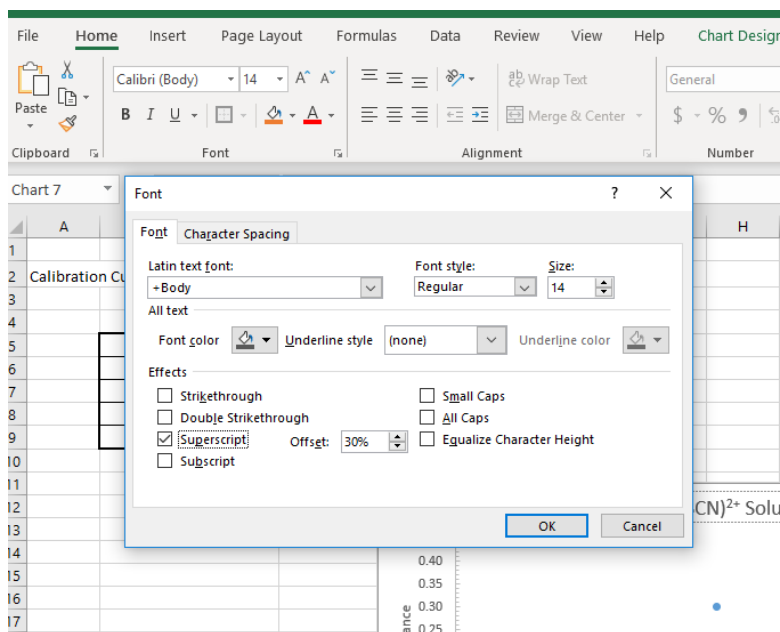 File Home Insert Page Layout Formulas Data Review View Help Chart Design
Calibri (Body) 14 A A ab Wrap Text General
Paste B I U A Merge & Center $ % 9
Clipboard Font Alignment Number
Chart 7 Font ? X
A H
Font Character Spacing
1
2 Calibration Cu
Latin text font: Font style: Size:
+Body Regular 14
3
All text
4
Font color Underline style (none) Underline color
5
6
Effects
7 Strikethrough Small Caps
8 Double Strikethrough All Caps
9 Superscript Offset: 30% Equalize Character Height
10 Subscript
11
12 CN)²⁺ Solu
13 OK Cancel
14 0.40
15 0.35
16 0.30
17 0.25
ance